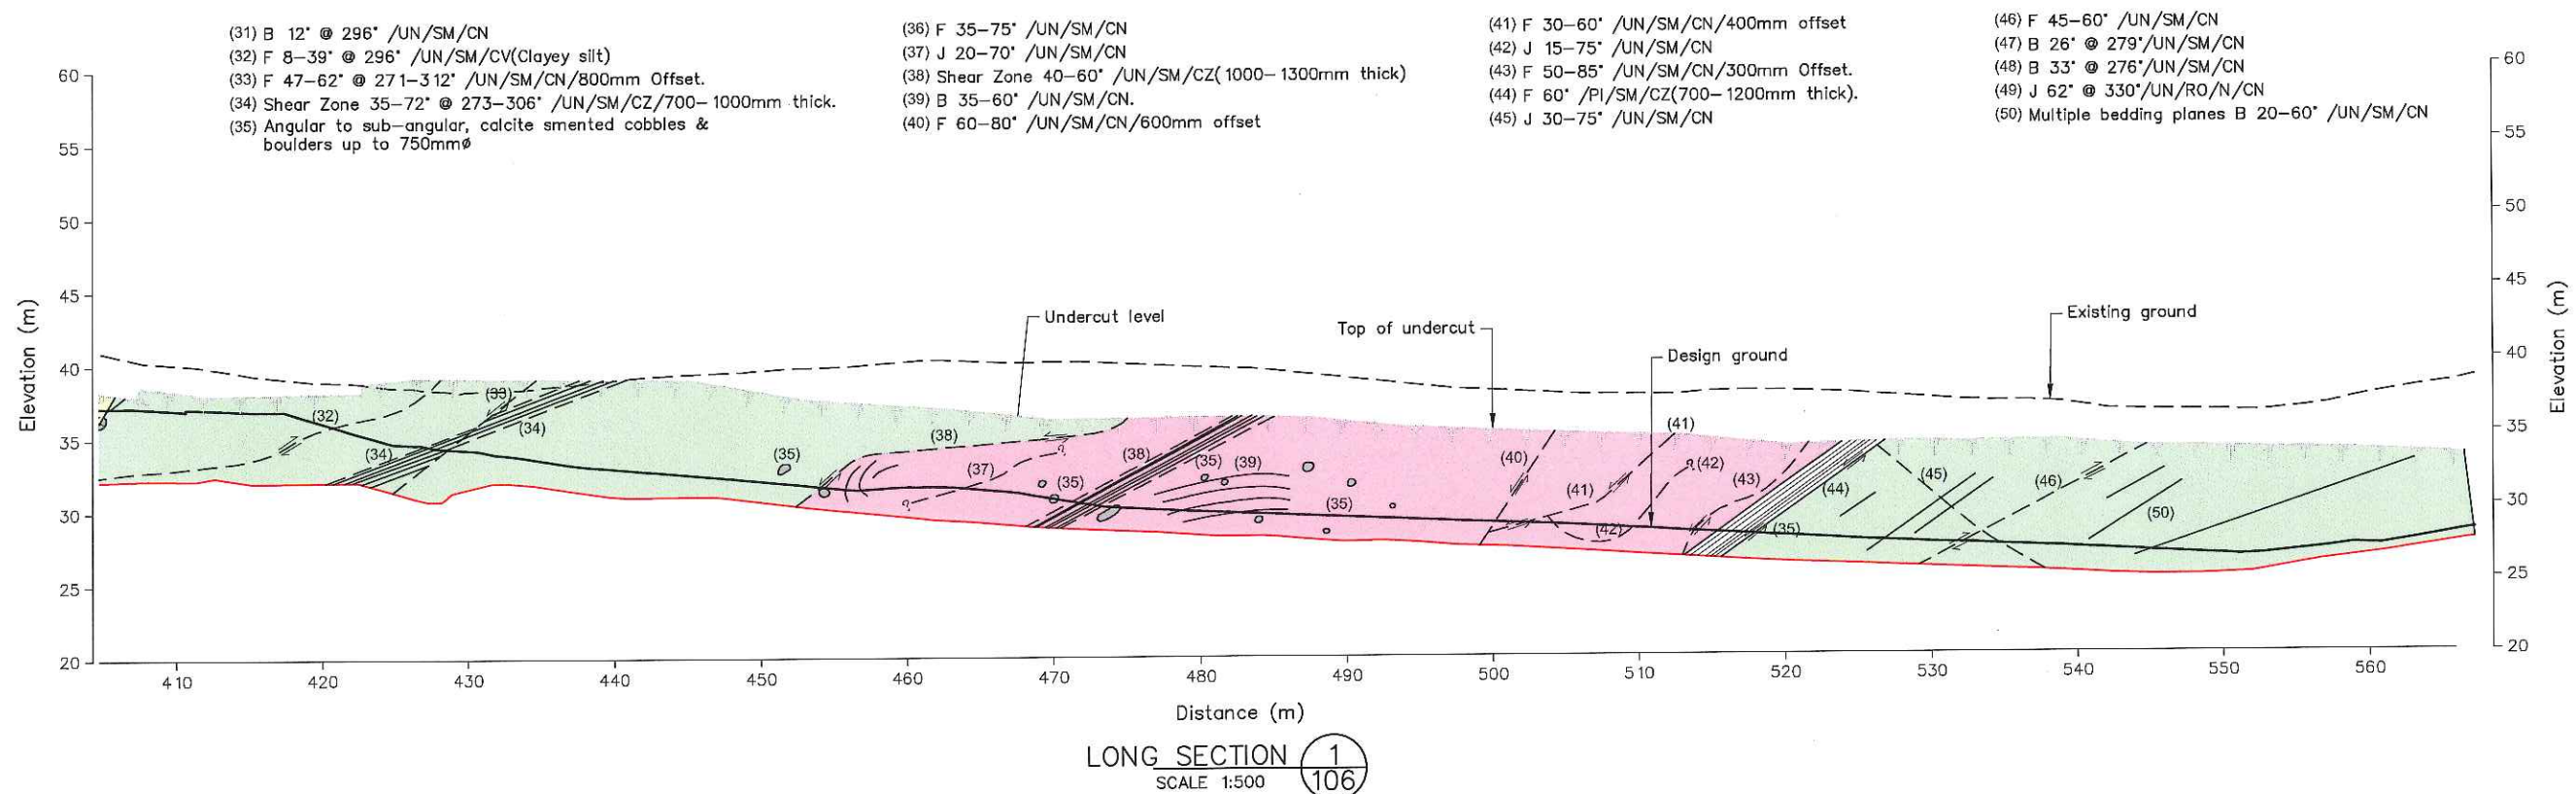 (31) B 12° @ 296° /UN/SM/CN
(32) F 8-39° @ 296° /UN/SM/CV(Clayey silt)
(33) F 47-62° @ 271-312° /UN/SM/CN/800mm Offset.
(34) Shear Zone 35-72° @ 273-306° /UN/SM/CZ/700-1000mm thick.
(35) Angular to sub-angular, calcite smented cobbles &
boulders up to 750mmø
(36) F 35-75° /UN/SM/CN
(37) J 20-70° /UN/SM/CN
(38) Shear Zone 40-60° /UN/SM/CZ(1000-1300mm thick)
(39) B 35-60° /UN/SM/CN.
(40) F 60-80° /UN/SM/CN/600mm offset
(41) F 30-60° /UN/SM/CN/400mm offset
(42) J 15-75° /UN/SM/CN
(43) F 50-85° /UN/SM/CN/300mm Offset.
(44) F 60° /PI/SM/CZ(700-1200mm thick).
(45) J 30-75° /UN/SM/CN
(46) F 45-60° /UN/SM/CN
(47) B 26° @ 279°/UN/SM/CN
(48) B 33° @ 276°/UN/SM/CN
(49) J 62° @ 330°/UN/RO/N/CN
(50) Multiple bedding planes B 20-60° /UN/SM/CN
60
55
50
45
40
35
30
25
20
Elevation (m)
60
55
50
45
40
35
30
25
20
Elevation (m)
Undercut level
Top of undercut
Design ground
Existing ground
(32)
(33)
(34)
(34)
(35)
(38)
(37)
(35)
(38)
(35)
(39)
(35)
(40)
(41)
(41)
(42)
(42)
(43)
(44)
(35)
(45)
(46)
(50)
?
?
?
410 420 430 440 450 460 470 480 490 500 510 520 530 540 550 560
Distance (m)
LONG SECTION
SCALE 1:500
1
106